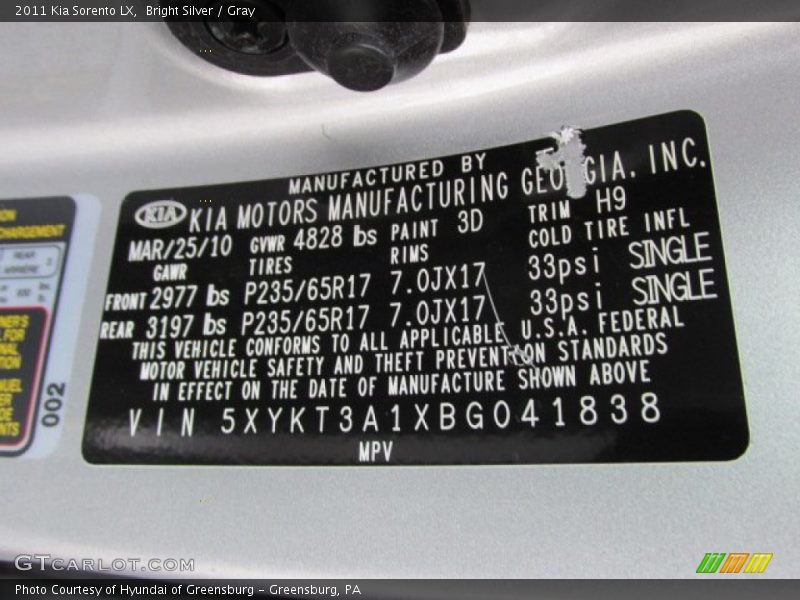 2011 Kia Sorento LX, Bright Silver / Gray
MANUFACTURED BY
KIA KIA MOTORS MANUFACTURING GEORGIA, INC.
MAR/25/10 GVWR 4828 lbs PAINT 3D TRIM H9
GAWR TIRES RIMS COLD TIRE INFL
FRONT 2977 lbs P235/65R17 7.0JX17 33psi SINGLE
REAR 3197 lbs P235/65R17 7.0JX17 33psi SINGLE
THIS VEHICLE CONFORMS TO ALL APPLICABLE U.S.A. FEDERAL
MOTOR VEHICLE SAFETY AND THEFT PREVENTION STANDARDS
IN EFFECT ON THE DATE OF MANUFACTURE SHOWN ABOVE
VIN 5XYKT3A1XBG041838
MPV
002
GTCARLOT.COM
Photo Courtesy of Hyundai of Greensburg - Greensburg, PA